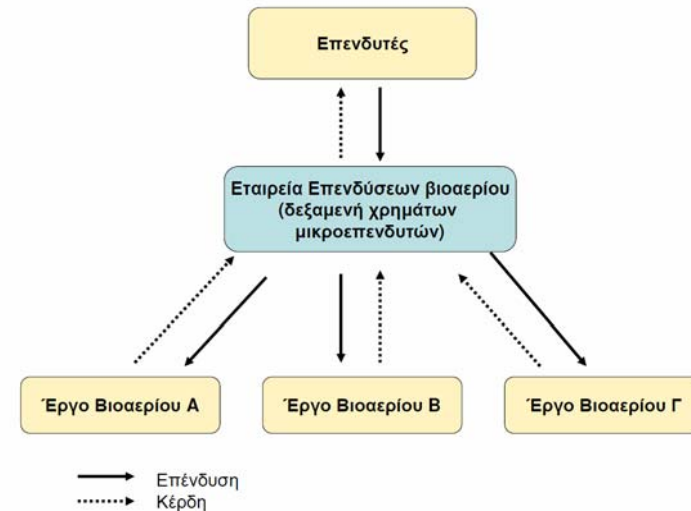 Επενδυτές
Εταιρεία Επενδύσεων βιοαερίου
(δεξαμενή χρημάτων
μικροεπενδυτών)
Έργο Βιοαερίου Α
Έργο Βιοαερίου Β
Έργο Βιοαερίου Γ
Επένδυση
Κέρδη